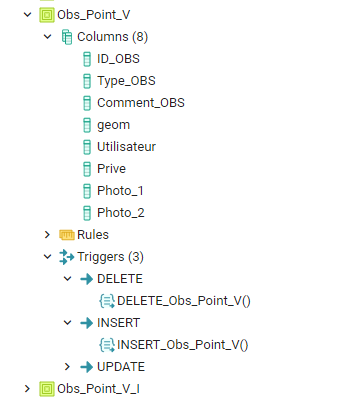 Obs_Point_V
Columns (8)
ID_OBS
Type_OBS
Comment_OBS
geom
Utilisateur
Prive
Photo_1
Photo_2
Rules
Triggers (3)
DELETE
DELETE_Obs_Point_V()
INSERT
INSERT_Obs_Point_V()
UPDATE
Obs_Point_V_I